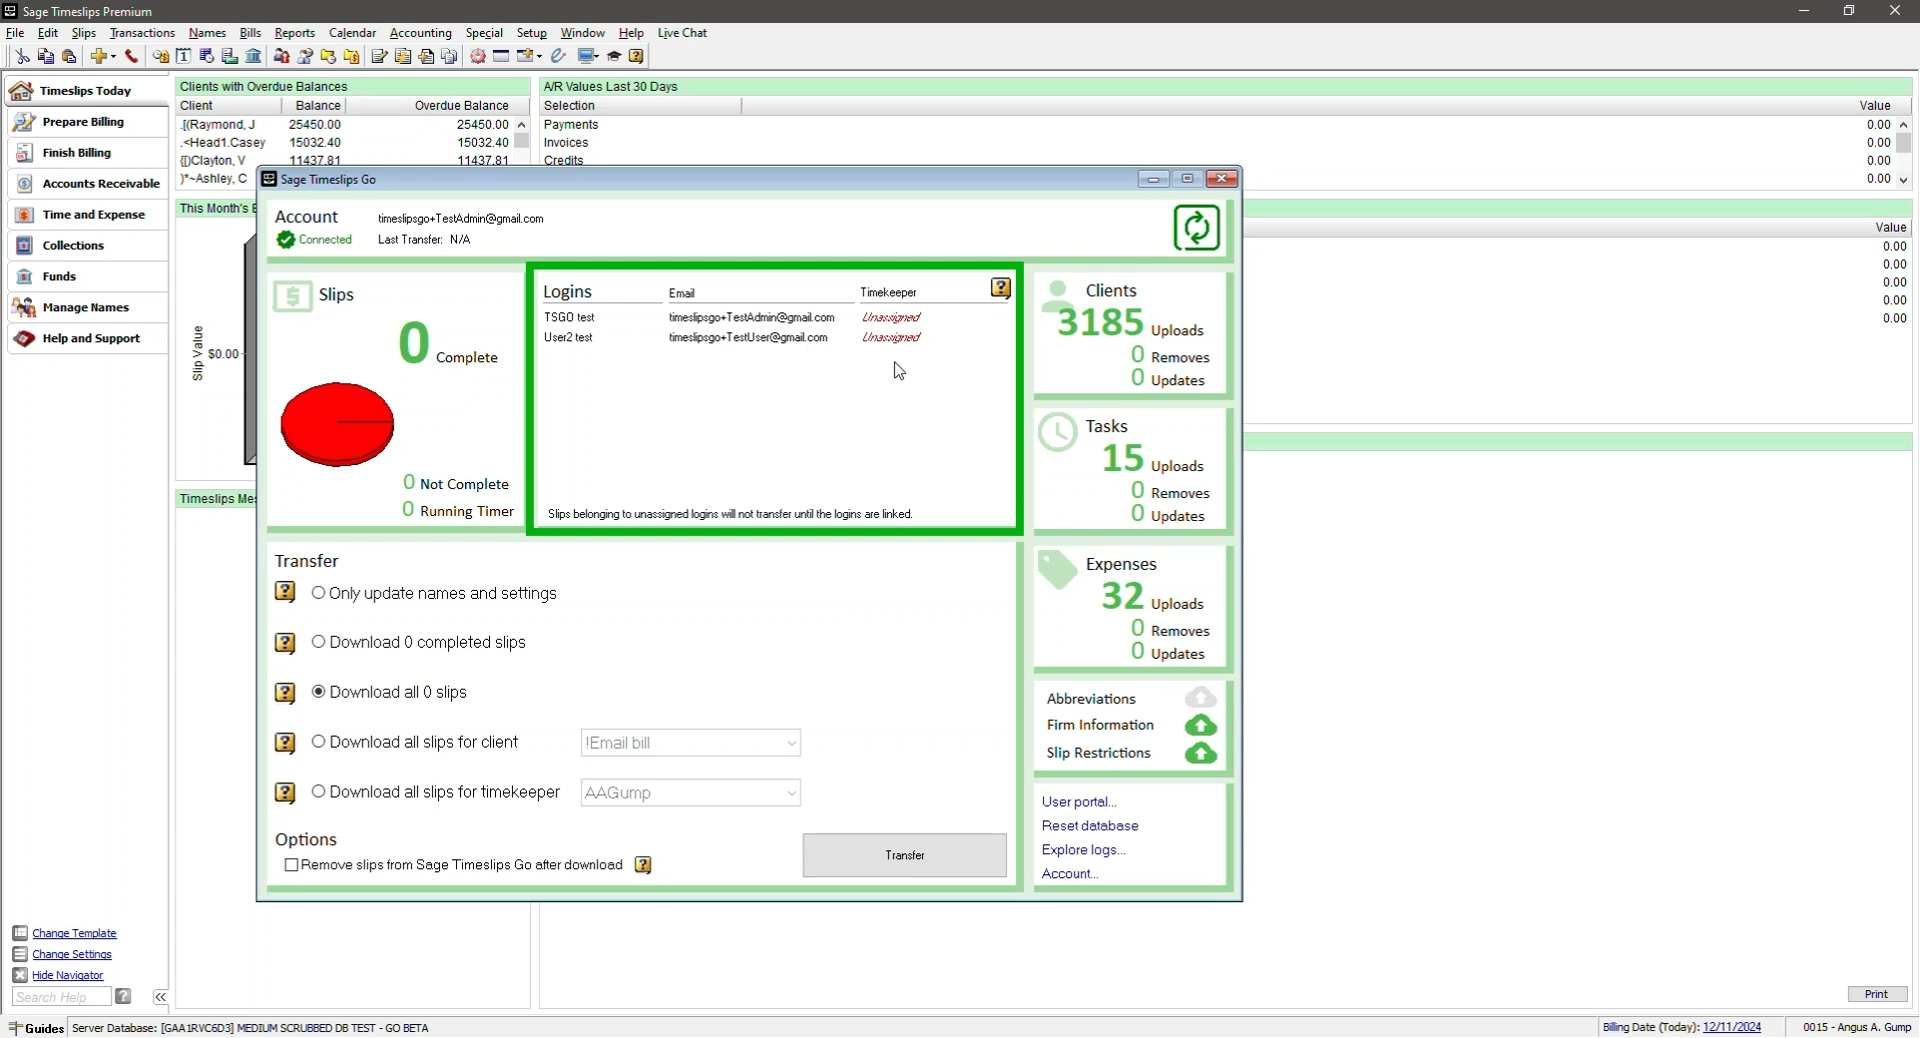 Sage Timeslips Premium
File Edit Slips Transactions Names Bills Reports Calendar Accounting Special Setup Window Help Live Chat
Timeslips Today
Prepare Billing
Finish Billing
Accounts Receivable
Time and Expense
Collections
Funds
Manage Names
Help and Support
Change Template
Change Settings
Hide Navigator
Search Help
Clients with Overdue Balances
Client Balance Overdue Balance
.[(Raymond, J 25450.00 25450.00
.<Head1.Casey 15032.40 15032.40
{[)Clayton, V 11437.81 11437.81
)*~Ashley, C
This Month's B
Slip Value
$0.00
Timeslips Mes
A/R Values Last 30 Days
Selection Value
Payments 0.00
Invoices 0.00
Credits 0.00
0.00
Value
0.00
0.00
0.00
0.00
0.00
Sage Timeslips Go
Account timeslipsgo+TestAdmin@gmail.com
Connected Last Transfer: N/A
Slips
0 Complete
0 Not Complete
0 Running Timer
Logins Email Timekeeper
TSGO test timeslipsgo+TestAdmin@gmail.com Unassigned
User2 test timeslipsgo+TestUser@gmail.com Unassigned
Slips belonging to unassigned logins will not transfer until the logins are linked.
Clients
3185 Uploads
0 Removes
0 Updates
Tasks
15 Uploads
0 Removes
0 Updates
Expenses
32 Uploads
0 Removes
0 Updates
Abbreviations
Firm Information
Slip Restrictions
User portal...
Reset database
Explore logs...
Account...
Transfer
Only update names and settings
Download 0 completed slips
Download all 0 slips
Download all slips for client !Email bill
Download all slips for timekeeper AAGump
Options
Remove slips from Sage Timeslips Go after download
Transfer
Print
Guides Server Database: [GAA1RVC6D3] MEDIUM SCRUBBED DB TEST - GO BETA
Billing Date (Today): 12/11/2024 0015 - Angus A. Gump